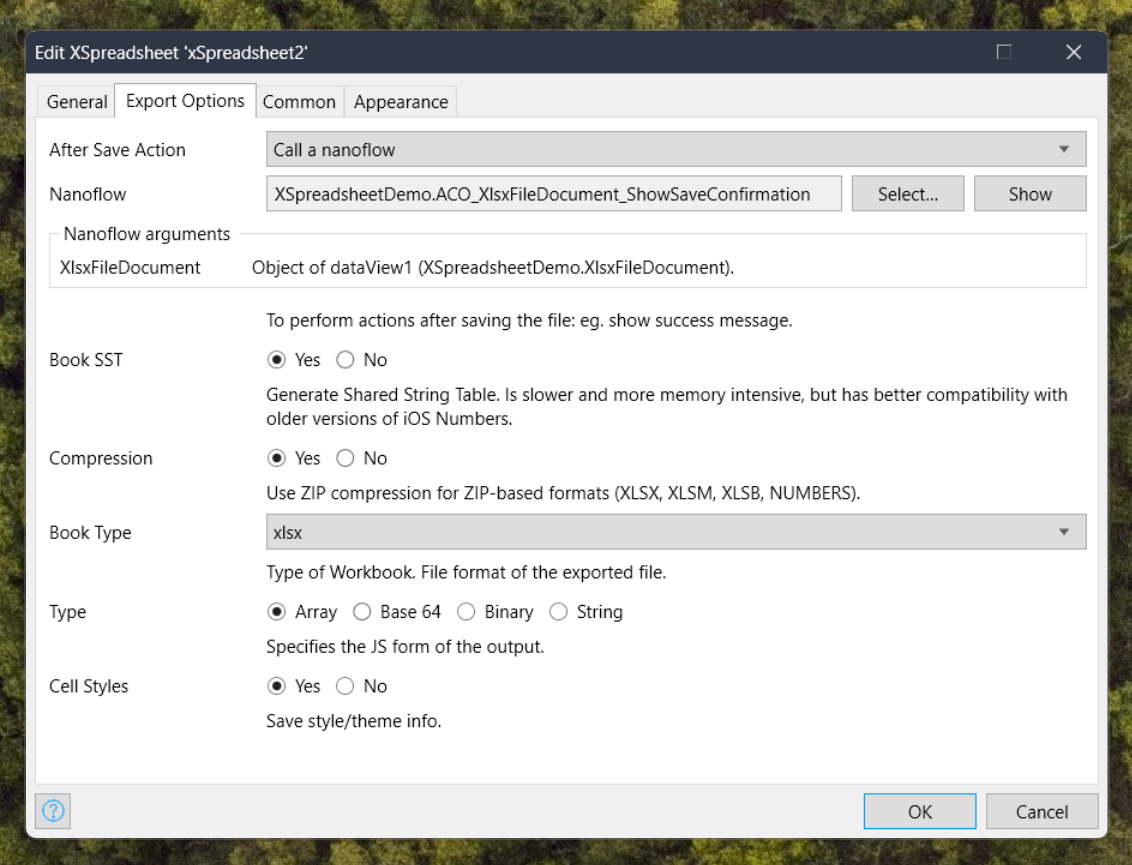 Edit XSpreadsheet 'xSpreadsheet2'
General Export Options Common Appearance
After Save Action Call a nanoflow
Nanoflow XSpreadsheetDemo.ACO_XlsxFileDocument_ShowSaveConfirmation Select... Show
Nanoflow arguments
XlsxFileDocument Object of dataView1 (XSpreadsheetDemo.XlsxFileDocument).
To perform actions after saving the file: eg. show success message.
Book SST Yes No
Generate Shared String Table. Is slower and more memory intensive, but has better compatibility with
older versions of iOS Numbers.
Compression Yes No
Use ZIP compression for ZIP-based formats (XLSX, XLSM, XLSB, NUMBERS).
Book Type xlsx
Type of Workbook. File format of the exported file.
Type Array Base 64 Binary String
Specifies the JS form of the output.
Cell Styles Yes No
Save style/theme info.
? OK Cancel